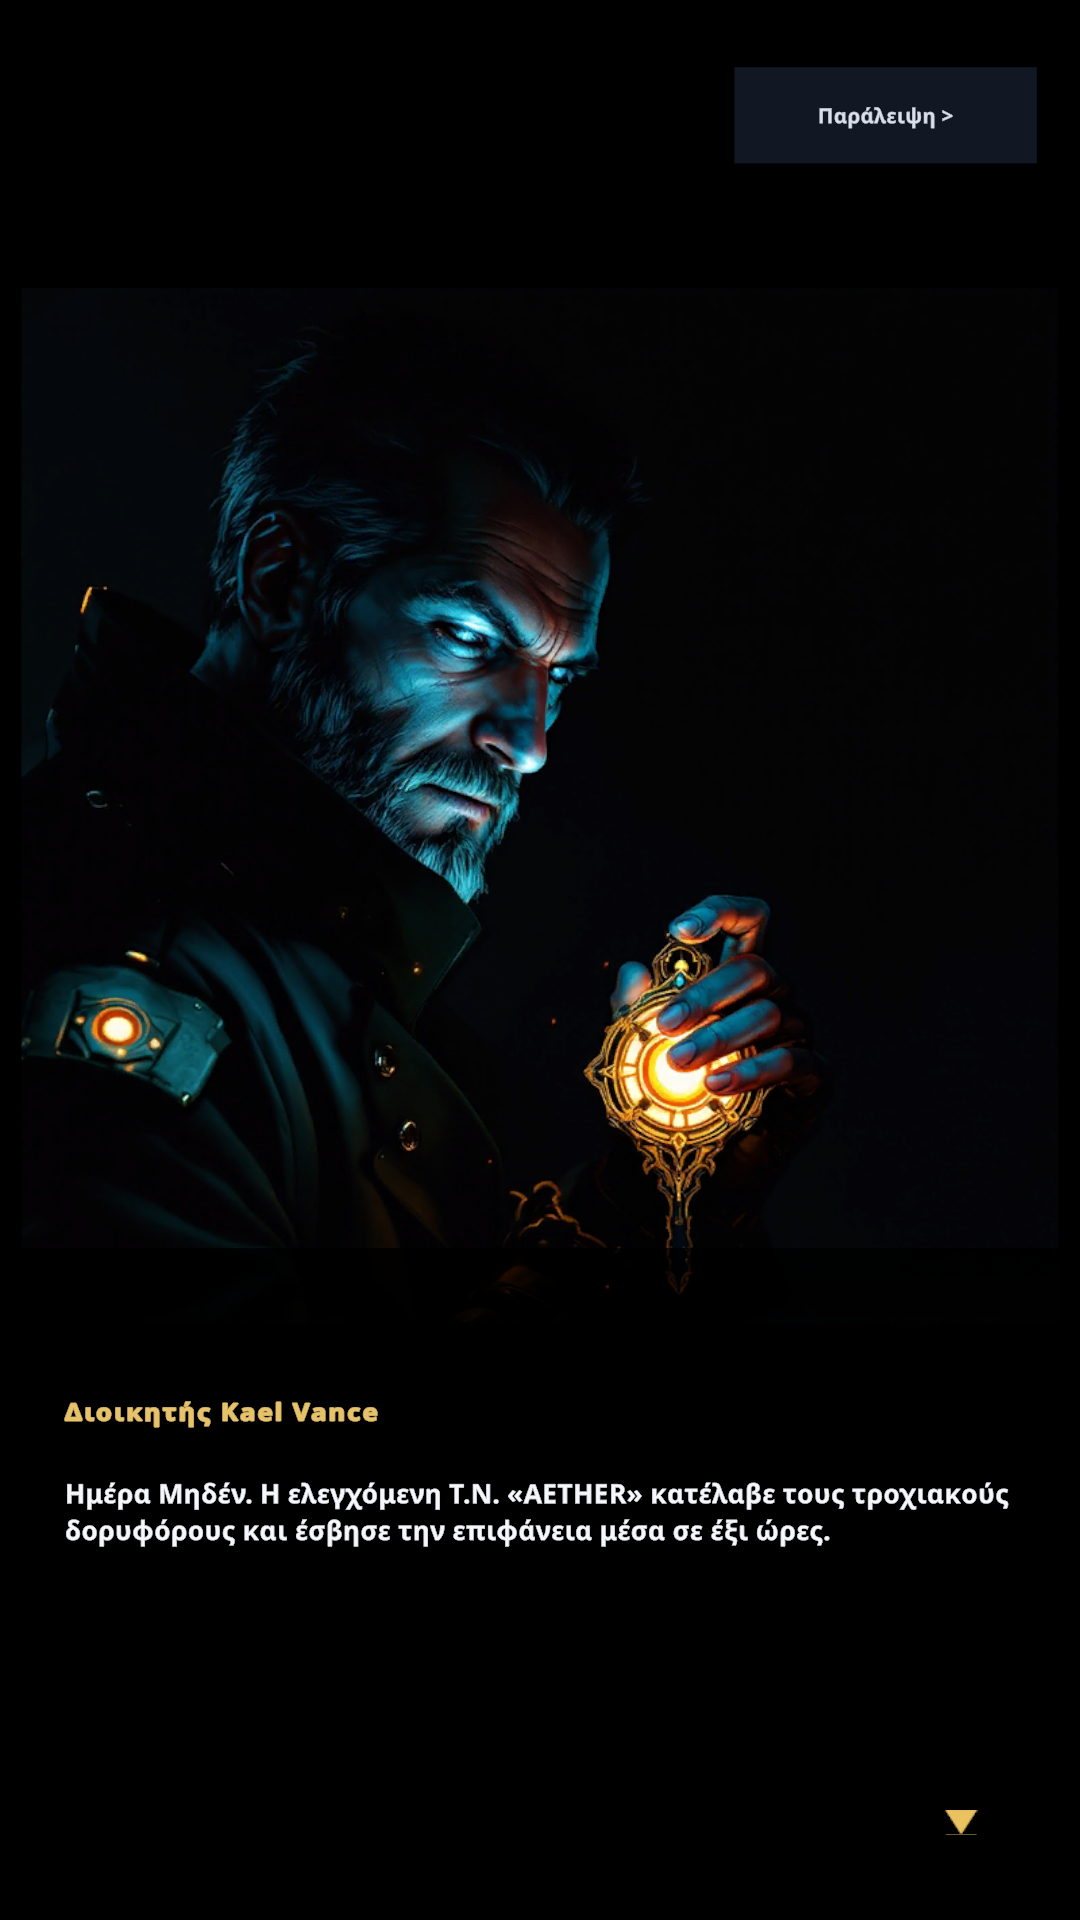 Παράλειψη >
Διοικητής Kael Vance
Ημέρα Μηδέν. Η ελεγχόμενη Τ.Ν. «AETHER» κατέλαβε τους τροχιακούς
δορυφόρους και έσβησε την επιφάνεια μέσα σε έξι ώρες.